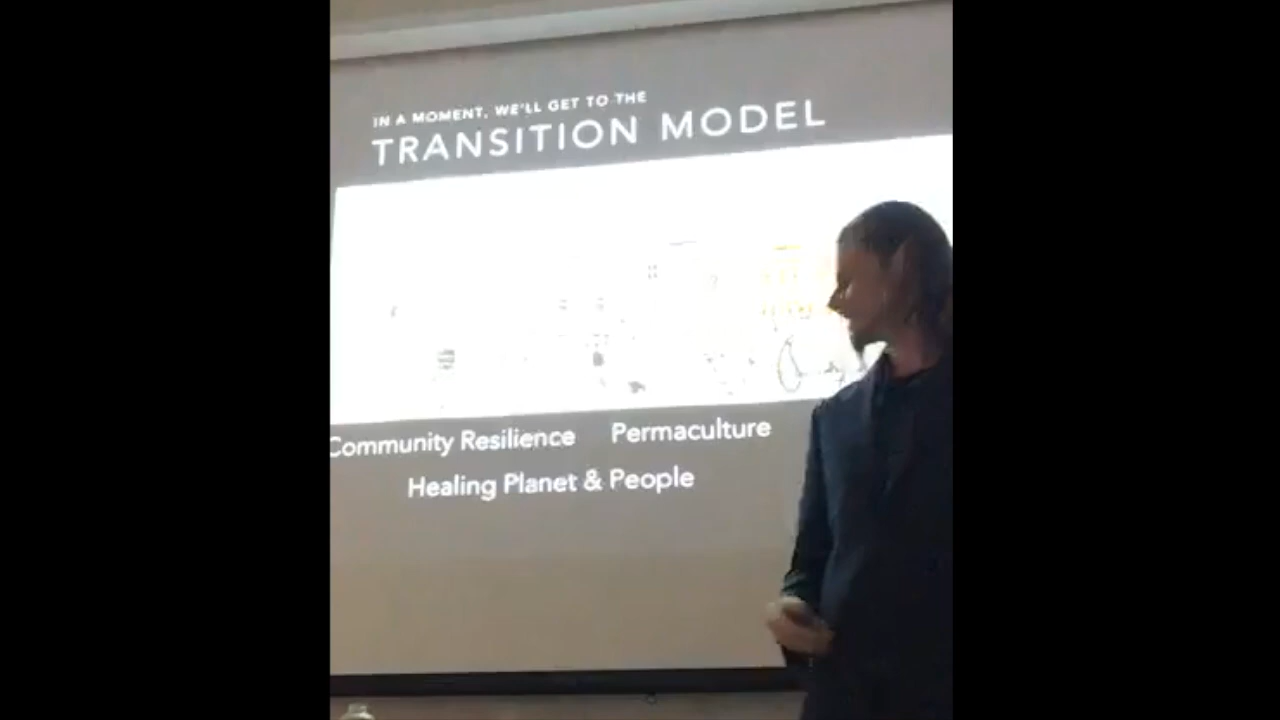 IN A MOMENT, WE'LL GET TO THE
TRANSITION MODEL
Community Resilience Permaculture
Healing Planet & People